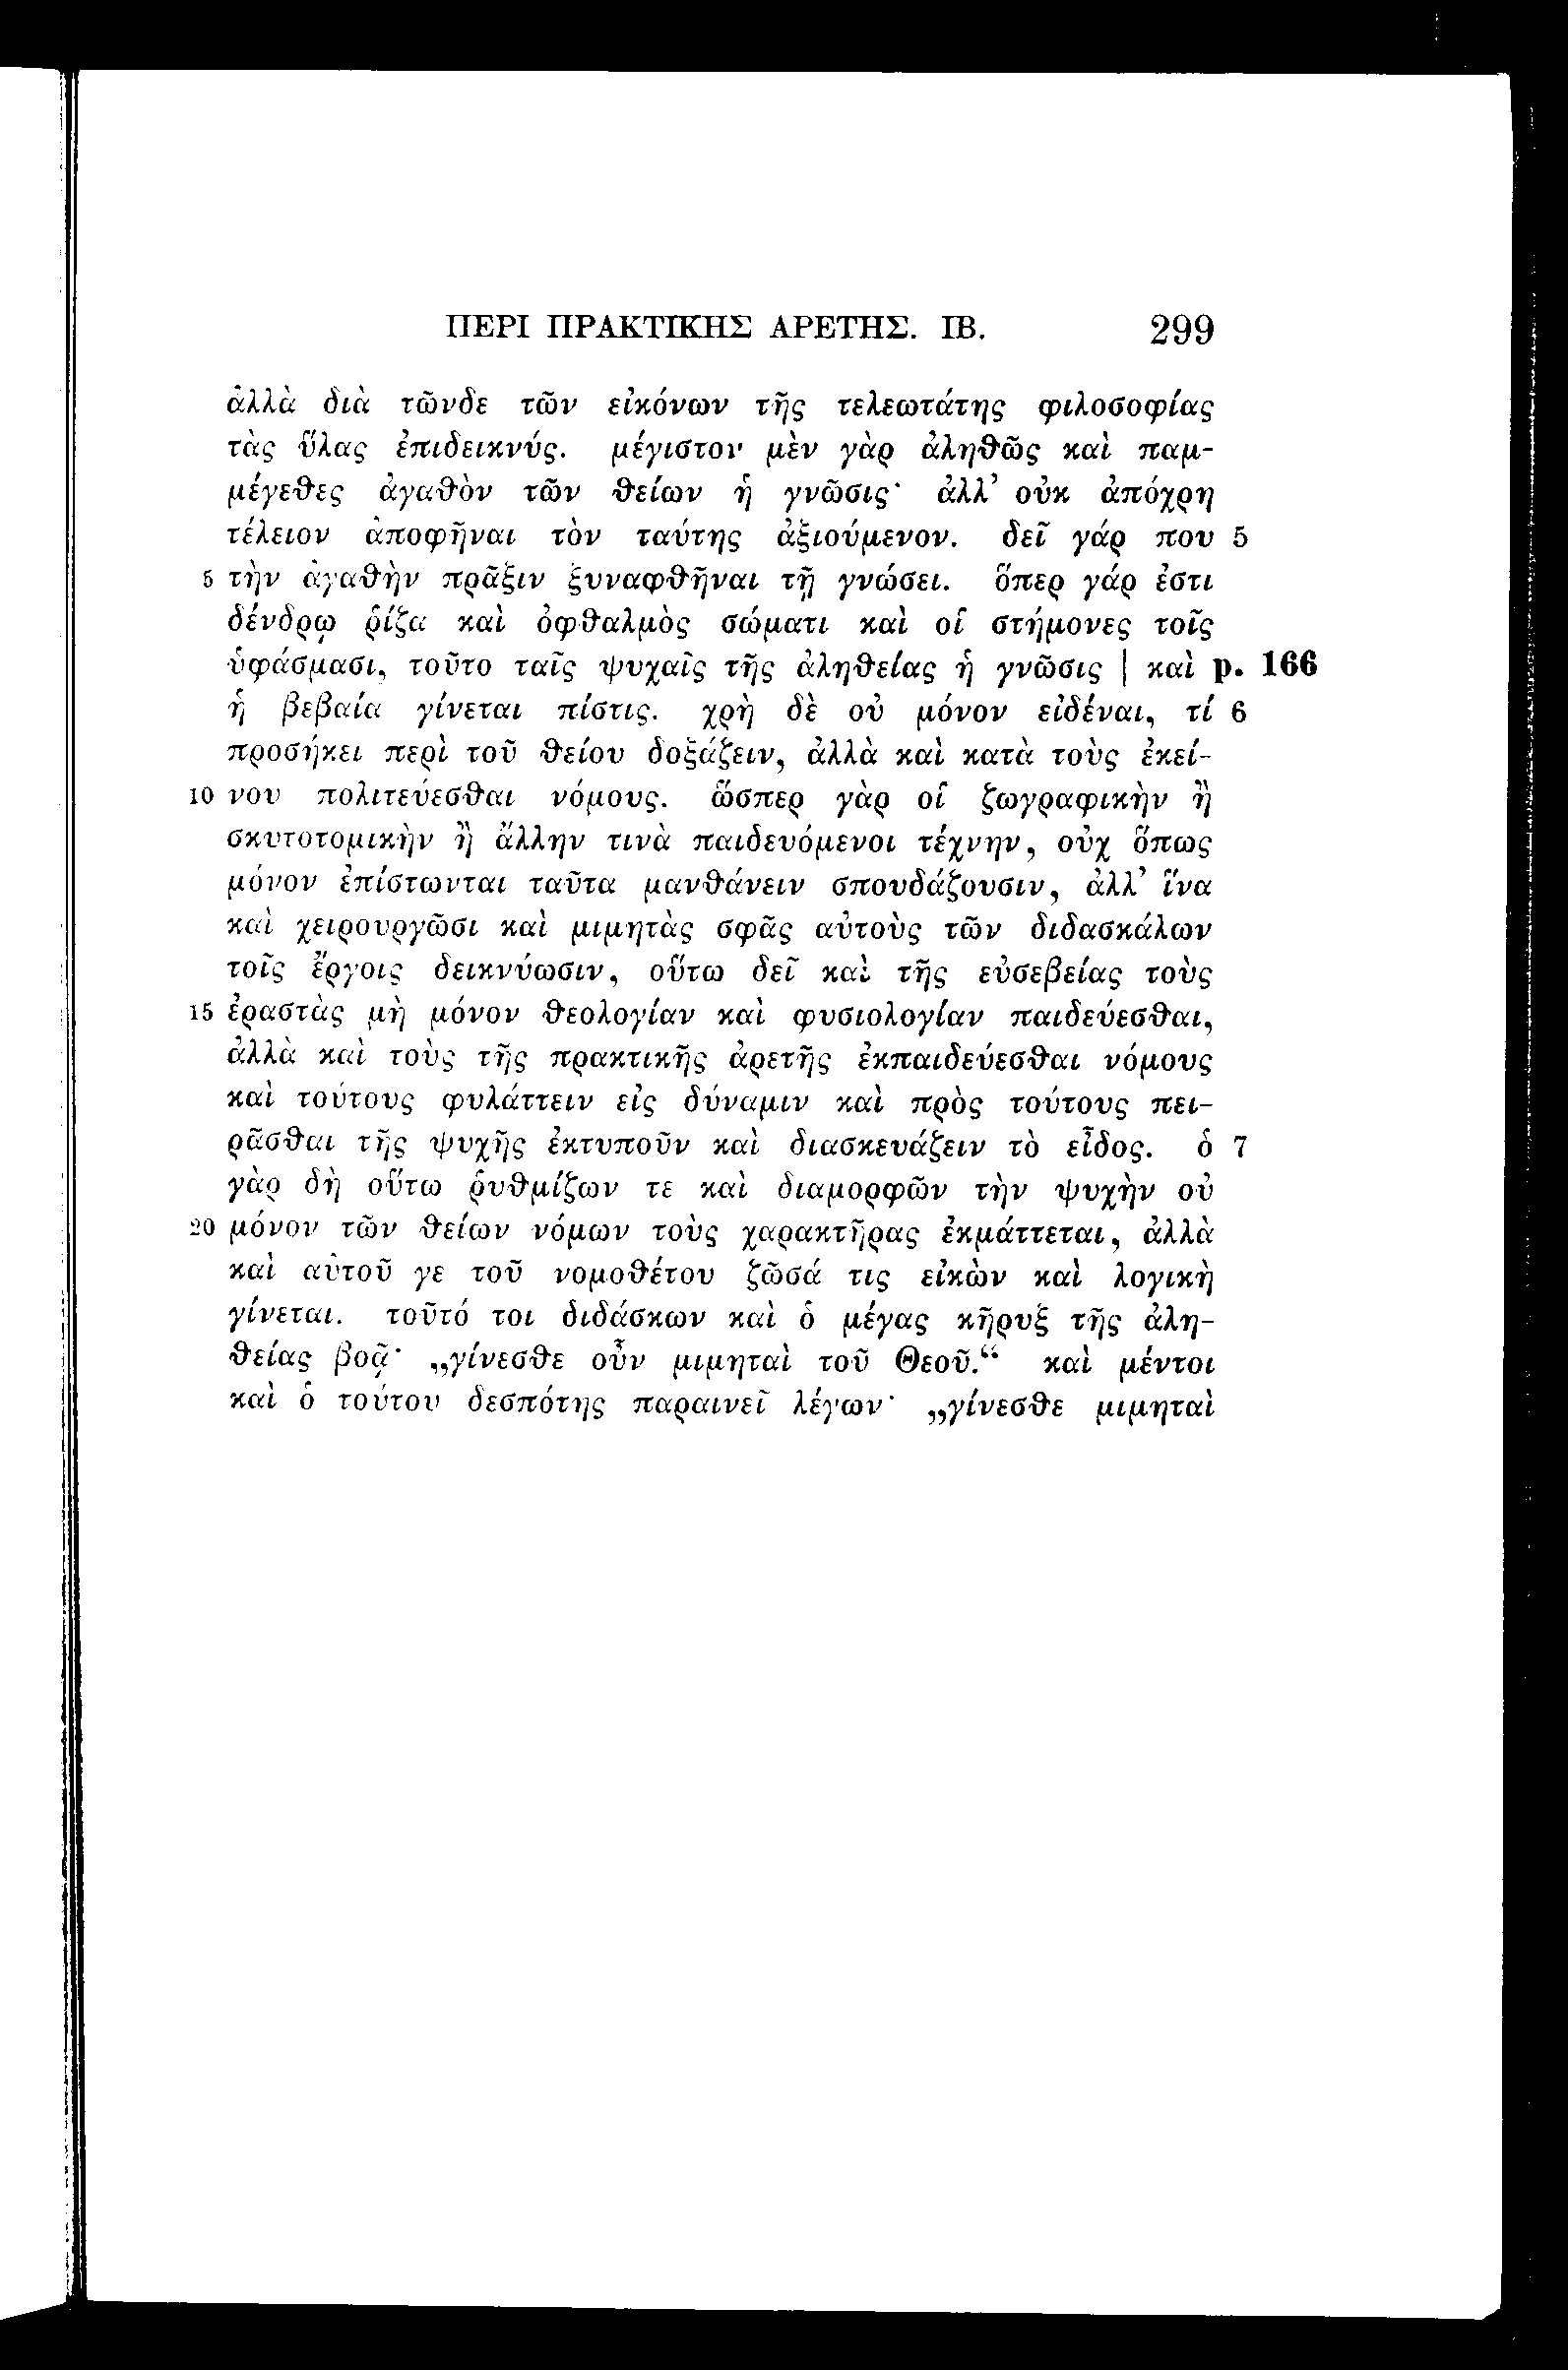 ΠΕΡΙ ΠΡΑΚΤΙΚΗΣ ΑΡΕΤΗΣ. ΙΒ. 299
ἀλλὰ διὰ τῶνδε τῶν εἰκόνων τῆς τελεωτάτης φιλοσοφίας
τὰς ὕλας ἐπιδεικνύς. μέγιστον μὲν γὰρ ἀληθῶς καὶ παμ-
μέγεθες ἀγαθὸν τῶν θείων ἡ γνῶσις· ἀλλ’ οὐκ ἀπόχρη
τέλειον ἀποφῆναι τὸν ταύτης ἀξιούμενον. δεῖ γάρ που 5
5 τὴν ἀγαθὴν πρᾶξιν ξυναφθῆναι τῇ γνώσει. ὅπερ γάρ ἐστι
δένδρῳ ῥίζα καὶ ὀφθαλμὸς σώματι καὶ οἱ στήμονες τοῖς
ὑφάσμασι, τοῦτο ταῖς ψυχαῖς τῆς ἀληθείας ἡ γνῶσις | καὶ p. 166
ἡ βεβαία γίνεται πίστις. χρὴ δὲ οὐ μόνον εἰδέναι, τί 6
προσήκει περὶ τοῦ θείου δοξάζειν, ἀλλὰ καὶ κατὰ τοὺς ἐκεί-
10 νου πολιτεύεσθαι νόμους. ὥσπερ γὰρ οἱ ζωγραφικὴν ἢ
σκυτοτομικὴν ἢ ἄλλην τινὰ παιδευόμενοι τέχνην, οὐχ ὅπως
μόνον ἐπίστωνται ταῦτα μανθάνειν σπουδάζουσιν, ἀλλ’ ἵνα
καὶ χειρουργῶσι καὶ μιμητὰς σφᾶς αὐτοὺς τῶν διδασκάλων
τοῖς ἔργοις δεικνύωσιν, οὕτω δεῖ καὶ τῆς εὐσεβείας τοὺς
15 ἐραστὰς μὴ μόνον θεολογίαν καὶ φυσιολογίαν παιδεύεσθαι,
ἀλλὰ καὶ τοὺς τῆς πρακτικῆς ἀρετῆς ἐκπαιδεύεσθαι νόμους
καὶ τούτους φυλάττειν εἰς δύναμιν καὶ πρὸς τούτους πει-
ρᾶσθαι τῆς ψυχῆς ἐκτυποῦν καὶ διασκευάζειν τὸ εἶδος. ὁ 7
γὰρ δὴ οὕτω ῥυθμίζων τε καὶ διαμορφῶν τὴν ψυχὴν οὐ
20 μόνον τῶν θείων νόμων τοὺς χαρακτῆρας ἐκμάττεται, ἀλλὰ
καὶ αὐτοῦ γε τοῦ νομοθέτου ζῶσά τις εἰκὼν καὶ λογικὴ
γίνεται. τοῦτό τοι διδάσκων καὶ ὁ μέγας κῆρυξ τῆς ἀλη-
θείας βοᾷ· „γίνεσθε οὖν μιμηταὶ τοῦ Θεοῦ.“ καὶ μέντοι
καὶ ὁ τούτου δεσπότης παραινεῖ λέγων· „γίνεσθε μιμηταὶ